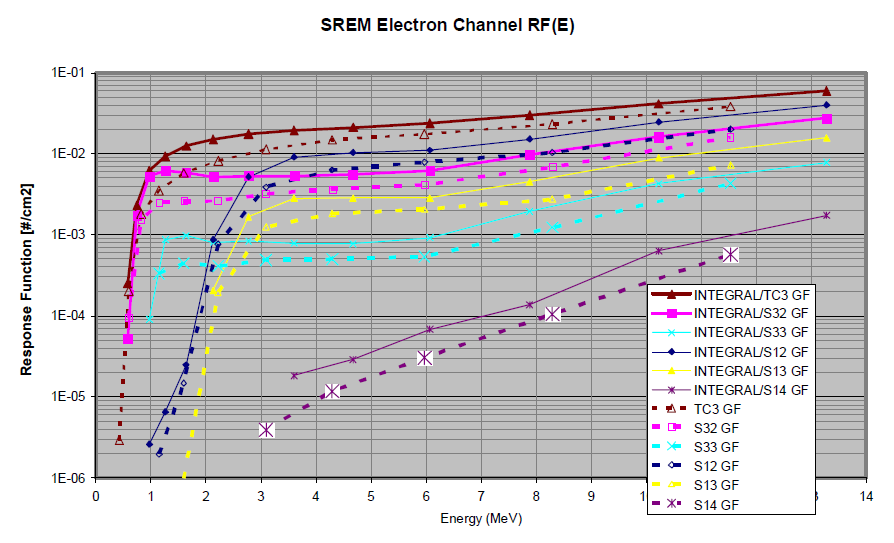 SREM Electron Channel RF(E)
1E-01
1E-02
1E-03
1E-04
1E-05
1E-06
Response Function [#/cm2]
0 1 2 3 4 5 6 7 8 9 14
Energy (MeV)
INTEGRAL/TC3 GF
INTEGRAL/S32 GF
INTEGRAL/S33 GF
INTEGRAL/S12 GF
INTEGRAL/S13 GF
INTEGRAL/S14 GF
TC3 GF
S32 GF
S33 GF
S12 GF
S13 GF
S14 GF